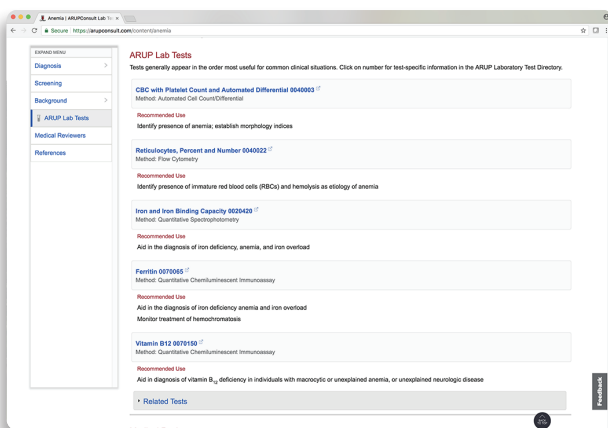 Anemia | ARUPConsult Lab Te
Secure | https://arupconsult.com/content/anemia
EXPAND MENU
Diagnosis
Screening
Background
ARUP Lab Tests
Medical Reviewers
References
ARUP Lab Tests
Tests generally appear in the order most useful for common clinical situations. Click on number for test-specific information in the ARUP Laboratory Test Directory.
CBC with Platelet Count and Automated Differential 0040003
Method: Automated Cell Count/Differential
Recommended Use
Identify presence of anemia; establish morphology indices
Reticulocytes, Percent and Number 0040022
Method: Flow Cytometry
Recommended Use
Identify presence of immature red blood cells (RBCs) and hemolysis as etiology of anemia
Iron and Iron Binding Capacity 0020420
Method: Quantitative Spectrophotometry
Recommended Use
Aid in the diagnosis of iron deficiency, anemia, and iron overload
Ferritin 0070065
Method: Quantitative Chemiluminescent Immunoassay
Recommended Use
Aid in the diagnosis of iron deficiency anemia and iron overload
Monitor treatment of hemochromatosis
Vitamin B12 0070150
Method: Quantitative Chemiluminescent Immunoassay
Recommended Use
Aid in diagnosis of vitamin B12 deficiency in individuals with macrocytic or unexplained anemia, or unexplained neurologic disease
Related Tests
Feedback
BACK
TO TOP